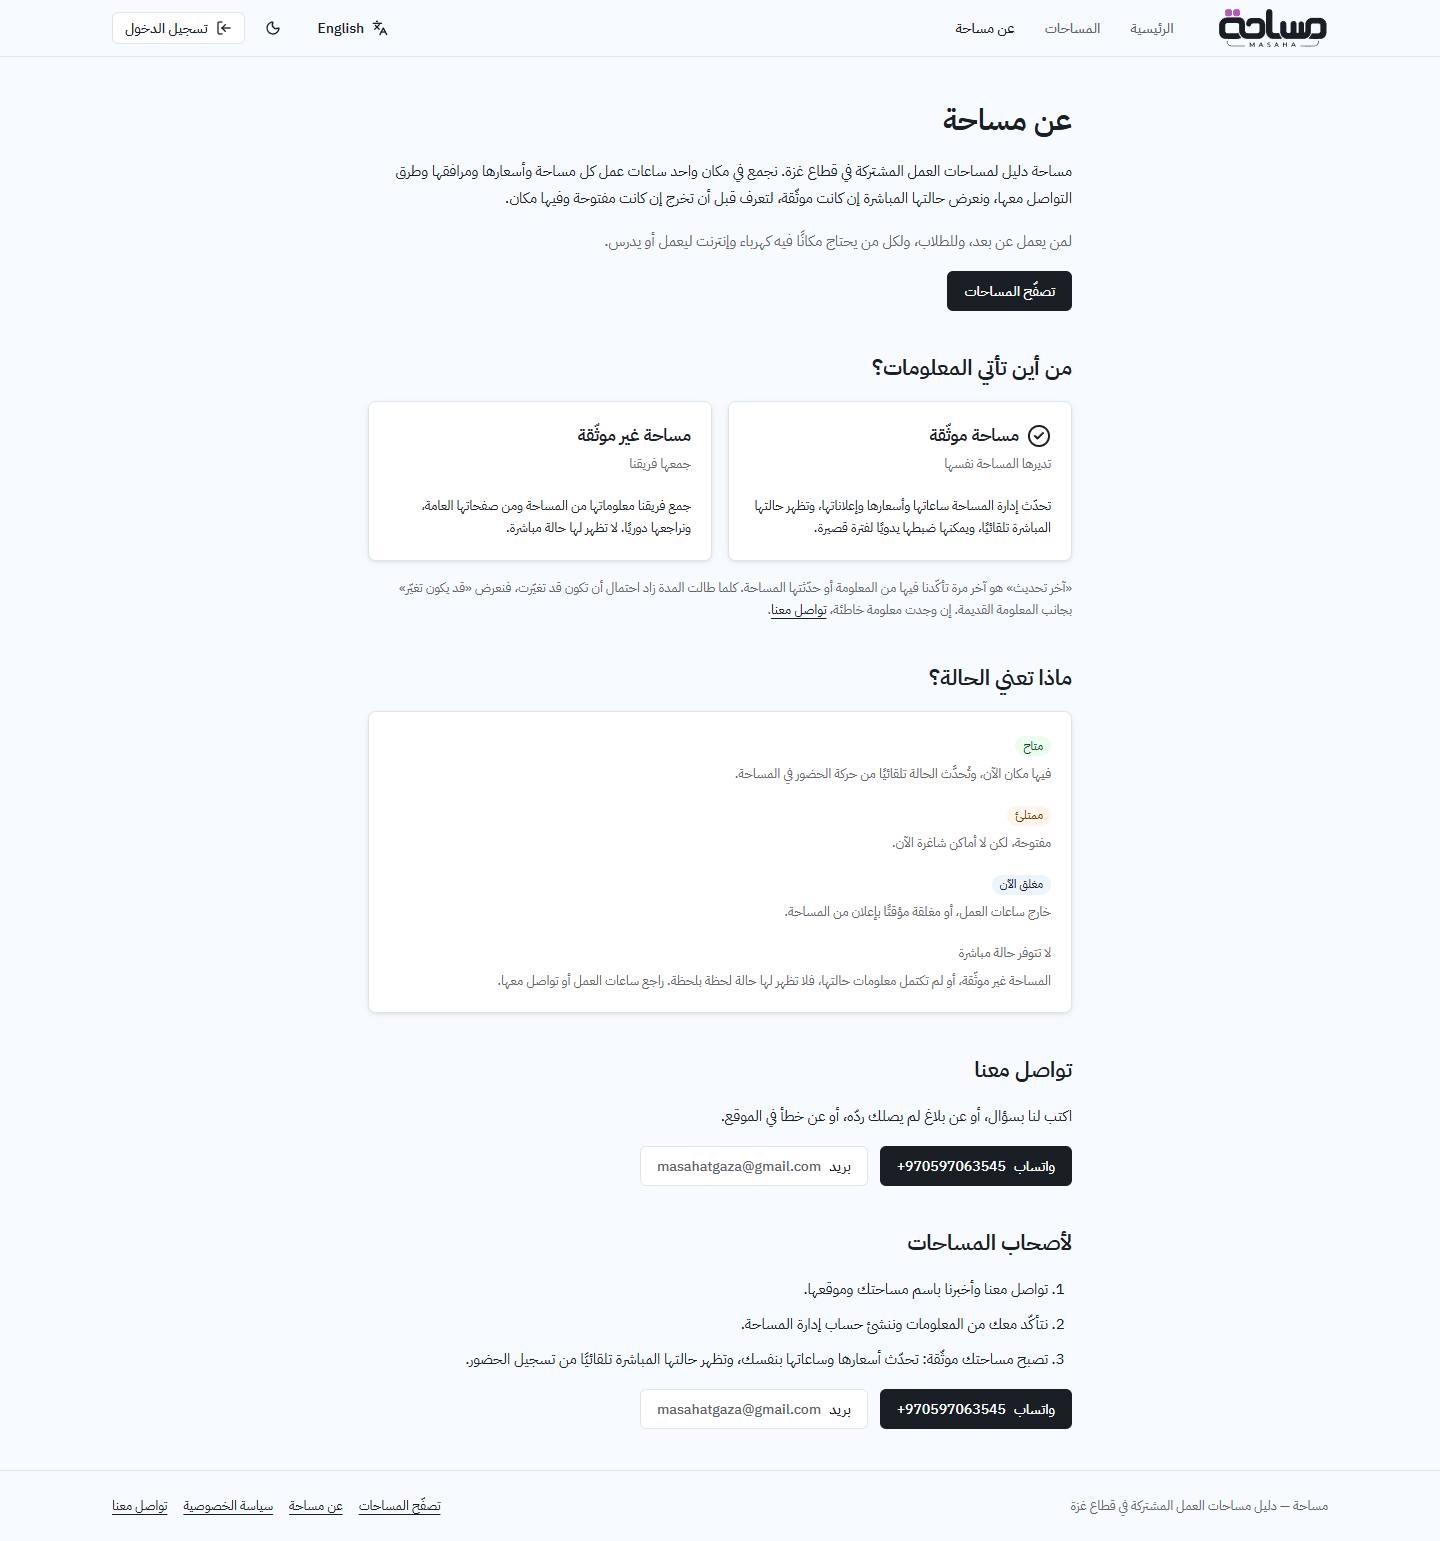 مساحة
MASAHA
الرئيسية
المساحات
عن مساحة
English
تسجيل الدخول
عن مساحة
مساحة دليل لمساحات العمل المشتركة في قطاع غزة. نجمع في مكان واحد ساعات عمل كل مساحة وأسعارها ومرافقها وطرق
التواصل معها، ونعرض حالتها المباشرة إن كانت موثّقة، لتعرف قبل أن تخرج إن كانت مفتوحة وفيها مكان.
لمن يعمل عن بعد، وللطلاب، ولكل من يحتاج مكانًا فيه كهرباء وإنترنت ليعمل أو يدرس.
تصفّح المساحات
من أين تأتي المعلومات؟
مساحة موثّقة
تديرها المساحة نفسها
تحدّث إدارة المساحة ساعاتها وأسعارها وإعلاناتها، وتظهر حالتها
المباشرة تلقائيًا، ويمكنها ضبطها يدويًا لفترة قصيرة.
مساحة غير موثّقة
جمعها فريقنا
جمع فريقنا معلوماتها من المساحة ومن صفحاتها العامة،
ونراجعها دوريًا. لا تظهر لها حالة مباشرة.
«آخر تحديث» هو آخر مرة تأكّدنا فيها من المعلومة أو حدّثتها المساحة. كلما طالت المدة زاد احتمال أن تكون قد تغيّرت، فنعرض «قد يكون تغيّر»
بجانب المعلومة القديمة. إن وجدت معلومة خاطئة، تواصل معنا.
ماذا تعني الحالة؟
متاح
فيها مكان الآن، وتُحدَّث الحالة تلقائيًا من حركة الحضور في المساحة.
ممتلئ
مفتوحة، لكن لا أماكن شاغرة الآن.
مغلق الآن
خارج ساعات العمل، أو مغلقة مؤقتًا بإعلان من المساحة.
لا تتوفر حالة مباشرة
المساحة غير موثّقة، أو لم تكتمل معلومات حالتها، فلا تظهر لها حالة لحظة بلحظة. راجع ساعات العمل أو تواصل معها.
تواصل معنا
اكتب لنا بسؤال، أو عن بلاغ لم يصلك ردّه، أو عن خطأ في الموقع.
واتساب +970597063545
بريد masahatgaza@gmail.com
لأصحاب المساحات
1. تواصل معنا وأخبرنا باسم مساحتك وموقعها.
2. نتأكّد معك من المعلومات وننشئ حساب إدارة المساحة.
3. تصبح مساحتك موثّقة: تحدّث أسعارها وساعاتها بنفسك، وتظهر حالتها المباشرة تلقائيًا من تسجيل الحضور.
واتساب +970597063545
بريد masahatgaza@gmail.com
مساحة — دليل مساحات العمل المشتركة في قطاع غزة
تصفّح المساحات
عن مساحة
سياسة الخصوصية
تواصل معنا